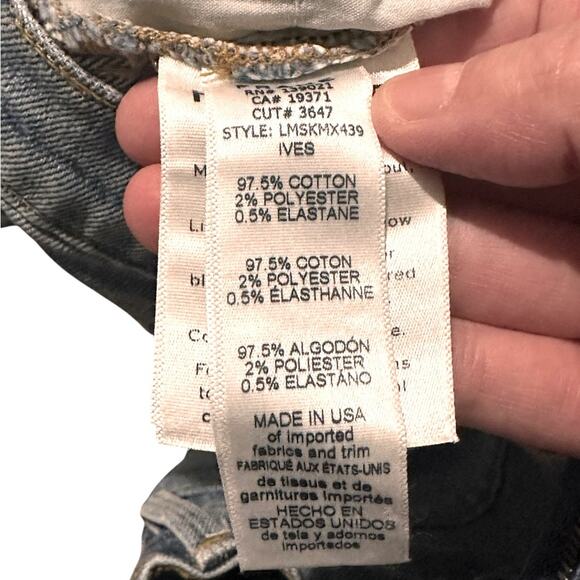 CA# 19371
CUT# 3647
STYLE: LMSKMX439
IVES
97.5% COTTON
2% POLYESTER
0.5% ELASTANE
97.5% COTON
2% POLYESTER
0.5% ÉLASTHANNE
97.5% ALGODÓN
2% POLIESTER
0.5% ELASTANO
MADE IN USA
of imported
fabrics and trim
FABRIQUÉ AUX ÉTATS-UNIS
de tissus et de
garnitures importés
HECHO EN
ESTADOS UNIDOS
de tela y adornos
importados